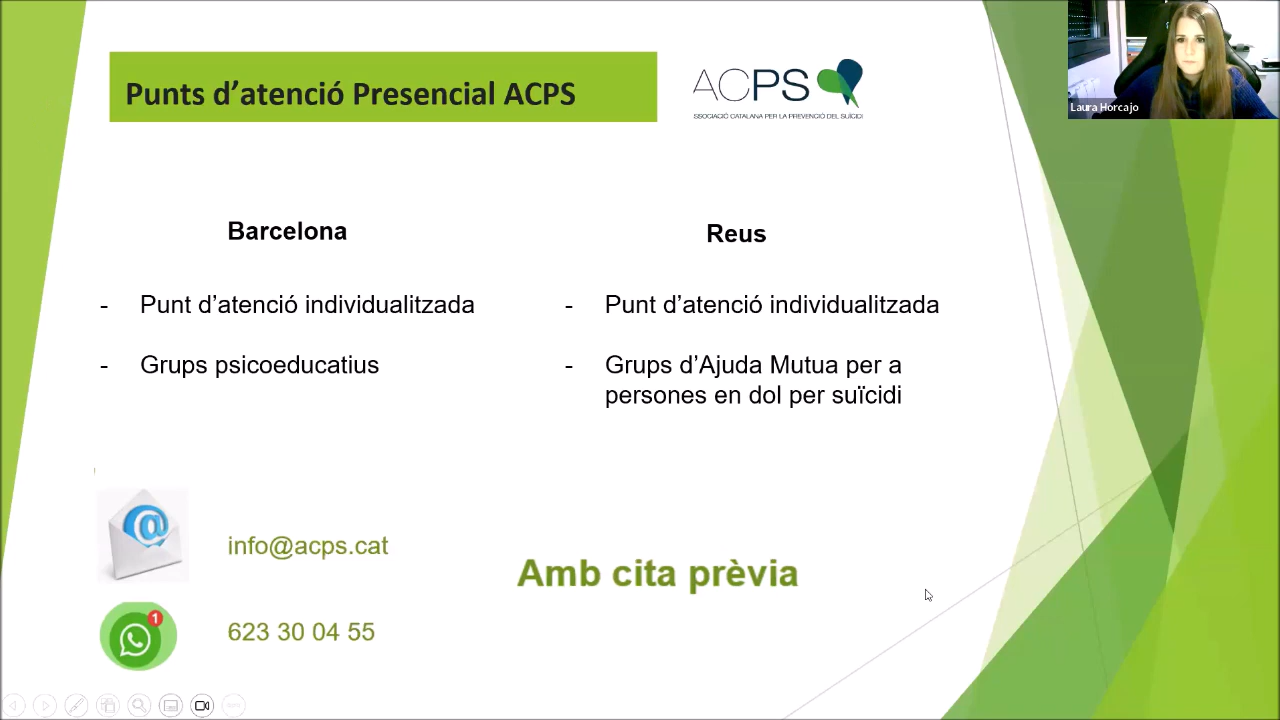 Punts d’atenció Presencial ACPS
ACPS
SSOCIACIÓ CATALANA PER LA PREVENCIÓ DEL SUÏCIDI
Laura Horcajo
Barcelona
- Punt d’atenció individualitzada
- Grups psicoeducatius
Reus
- Punt d’atenció individualitzada
- Grups d’Ajuda Mutua per a
persones en dol per suïcidi
@
info@acps.cat
Amb cita prèvia
1
623 30 04 55